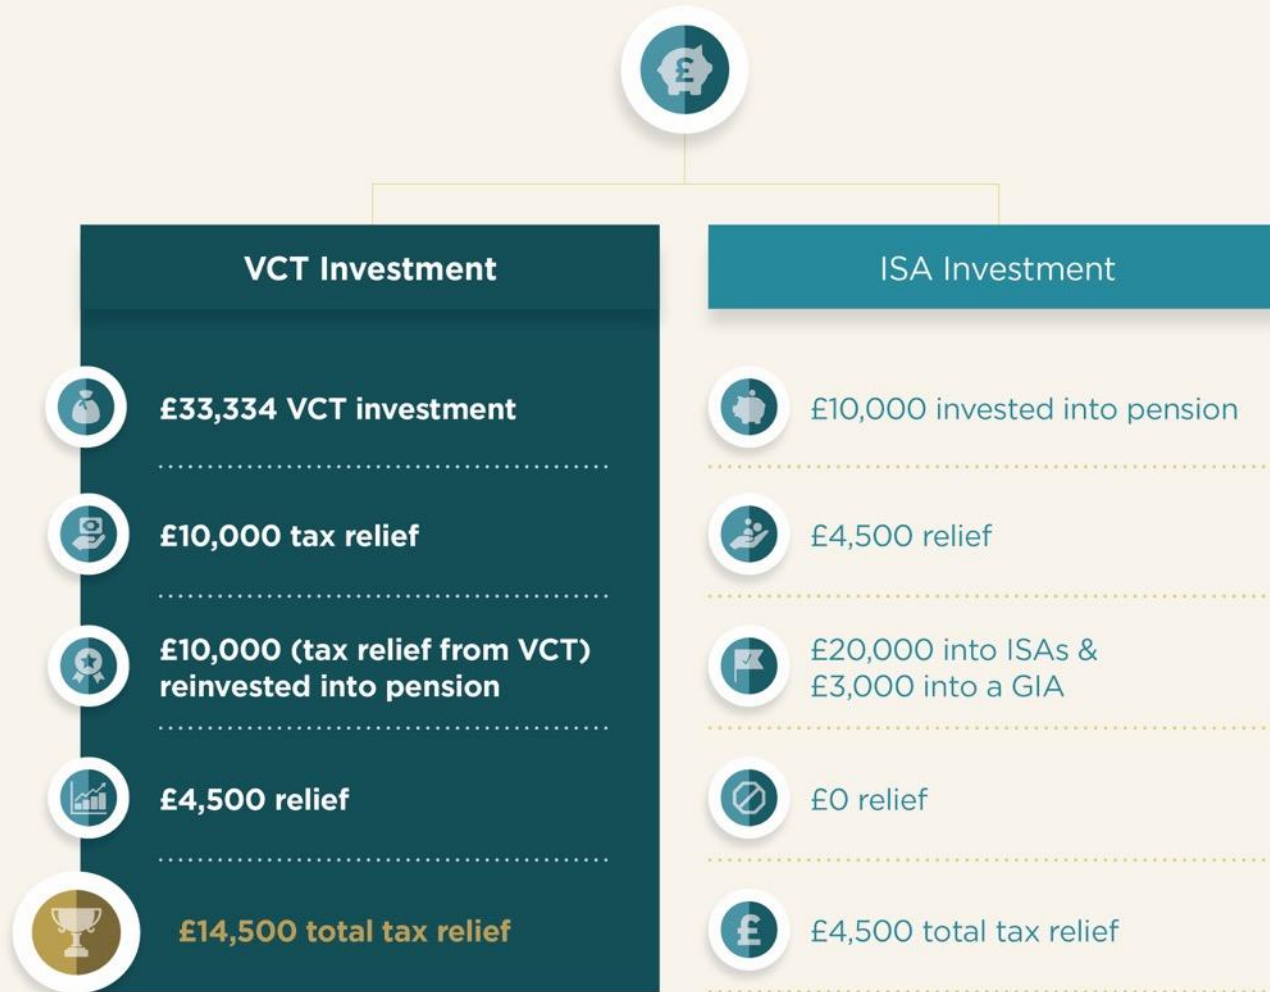 £
VCT Investment
£33,334 VCT investment
£10,000 tax relief
£10,000 (tax relief from VCT)
reinvested into pension
£4,500 relief
£14,500 total tax relief
ISA Investment
£10,000 invested into pension
£4,500 relief
£20,000 into ISAs &
£3,000 into a GIA
£0 relief
£
£4,500 total tax relief